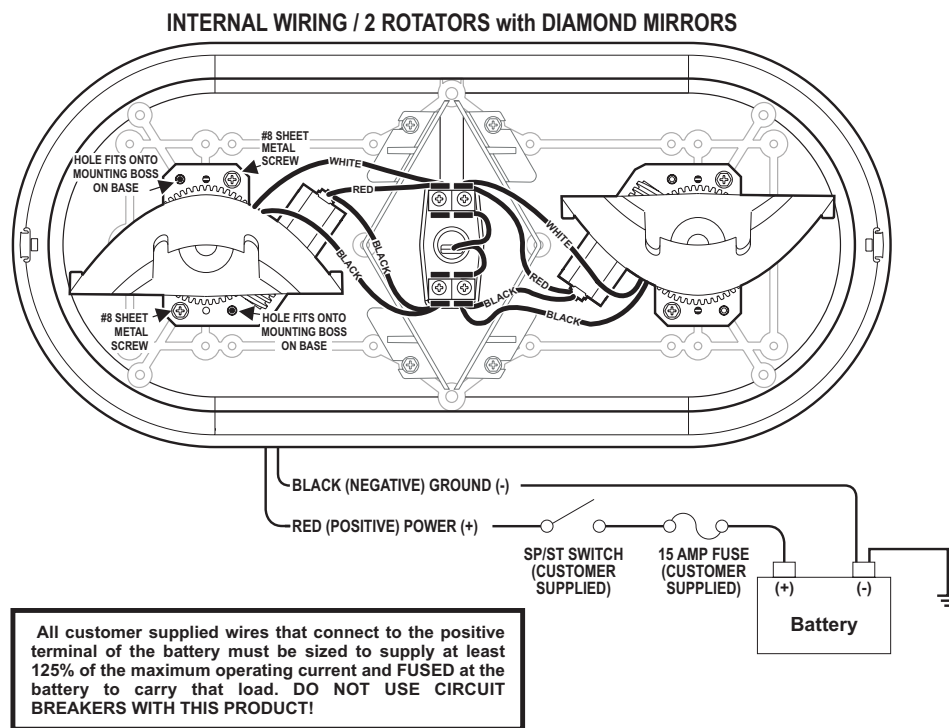 INTERNAL WIRING / 2 ROTATORS with DIAMOND MIRRORS
#8 SHEET
METAL
SCREW
HOLE FITS ONTO
MOUNTING BOSS
ON BASE
WHITE
RED
BLACK
BLACK
WHITE
RED
BLACK
BLACK
#8 SHEET
METAL
SCREW
HOLE FITS ONTO
MOUNTING BOSS
ON BASE
BLACK (NEGATIVE) GROUND (-)
RED (POSITIVE) POWER (+)
SP/ST SWITCH
(CUSTOMER
SUPPLIED)
15 AMP FUSE
(CUSTOMER
SUPPLIED)
(+)
(-)
Battery
All customer supplied wires that connect to the positive
terminal of the battery must be sized to supply at least
125% of the maximum operating current and FUSED at the
battery to carry that load. DO NOT USE CIRCUIT
BREAKERS WITH THIS PRODUCT!